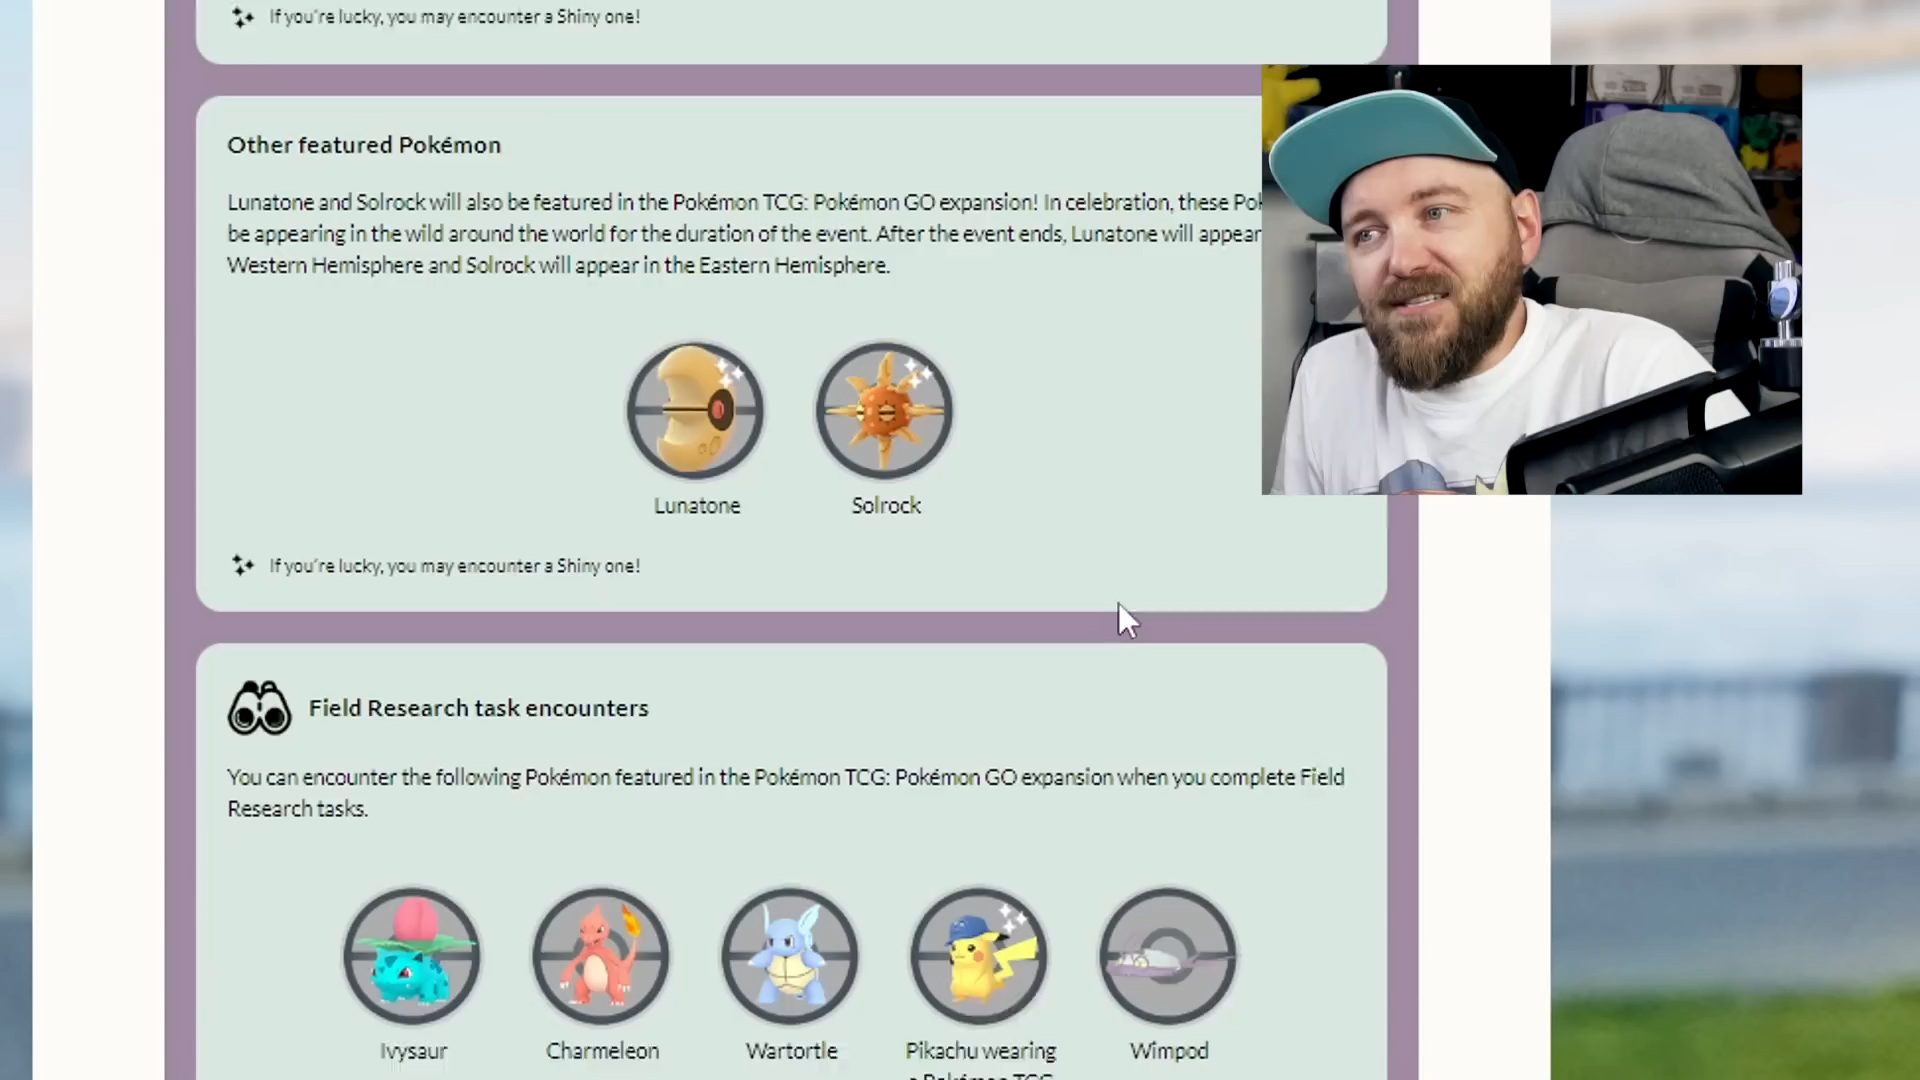 If you're lucky, you may encounter a Shiny one!
Other featured Pokémon
Lunatone and Solrock will also be featured in the Pokémon TCG: Pokémon GO expansion! In celebration, these
be appearing in the wild around the world for the duration of the event. After the event ends, Lunatone will appear
Western Hemisphere and Solrock will appear in the Eastern Hemisphere.
Lunatone
Solrock
If you're lucky, you may encounter a Shiny one!
Field Research task encounters
You can encounter the following Pokémon featured in the Pokémon TCG: Pokémon GO expansion when you complete Field
Research tasks.
Ivysaur
Charmeleon
Wartortle
Pikachu wearing
a Pokémon TCG
Wimpod